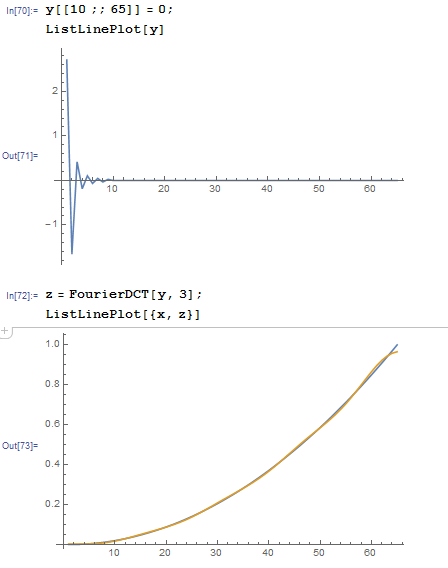 In[70]:= y[[10 ;; 65]] = 0;
ListLinePlot[y]
2
1
Out[71]=
10 20 30 40 50 60
-1
In[72]:= z = FourierDCT[y, 3];
ListLinePlot[{x, z}]
+
1.0
0.8
0.6
Out[73]=
0.4
0.2
10 20 30 40 50 60